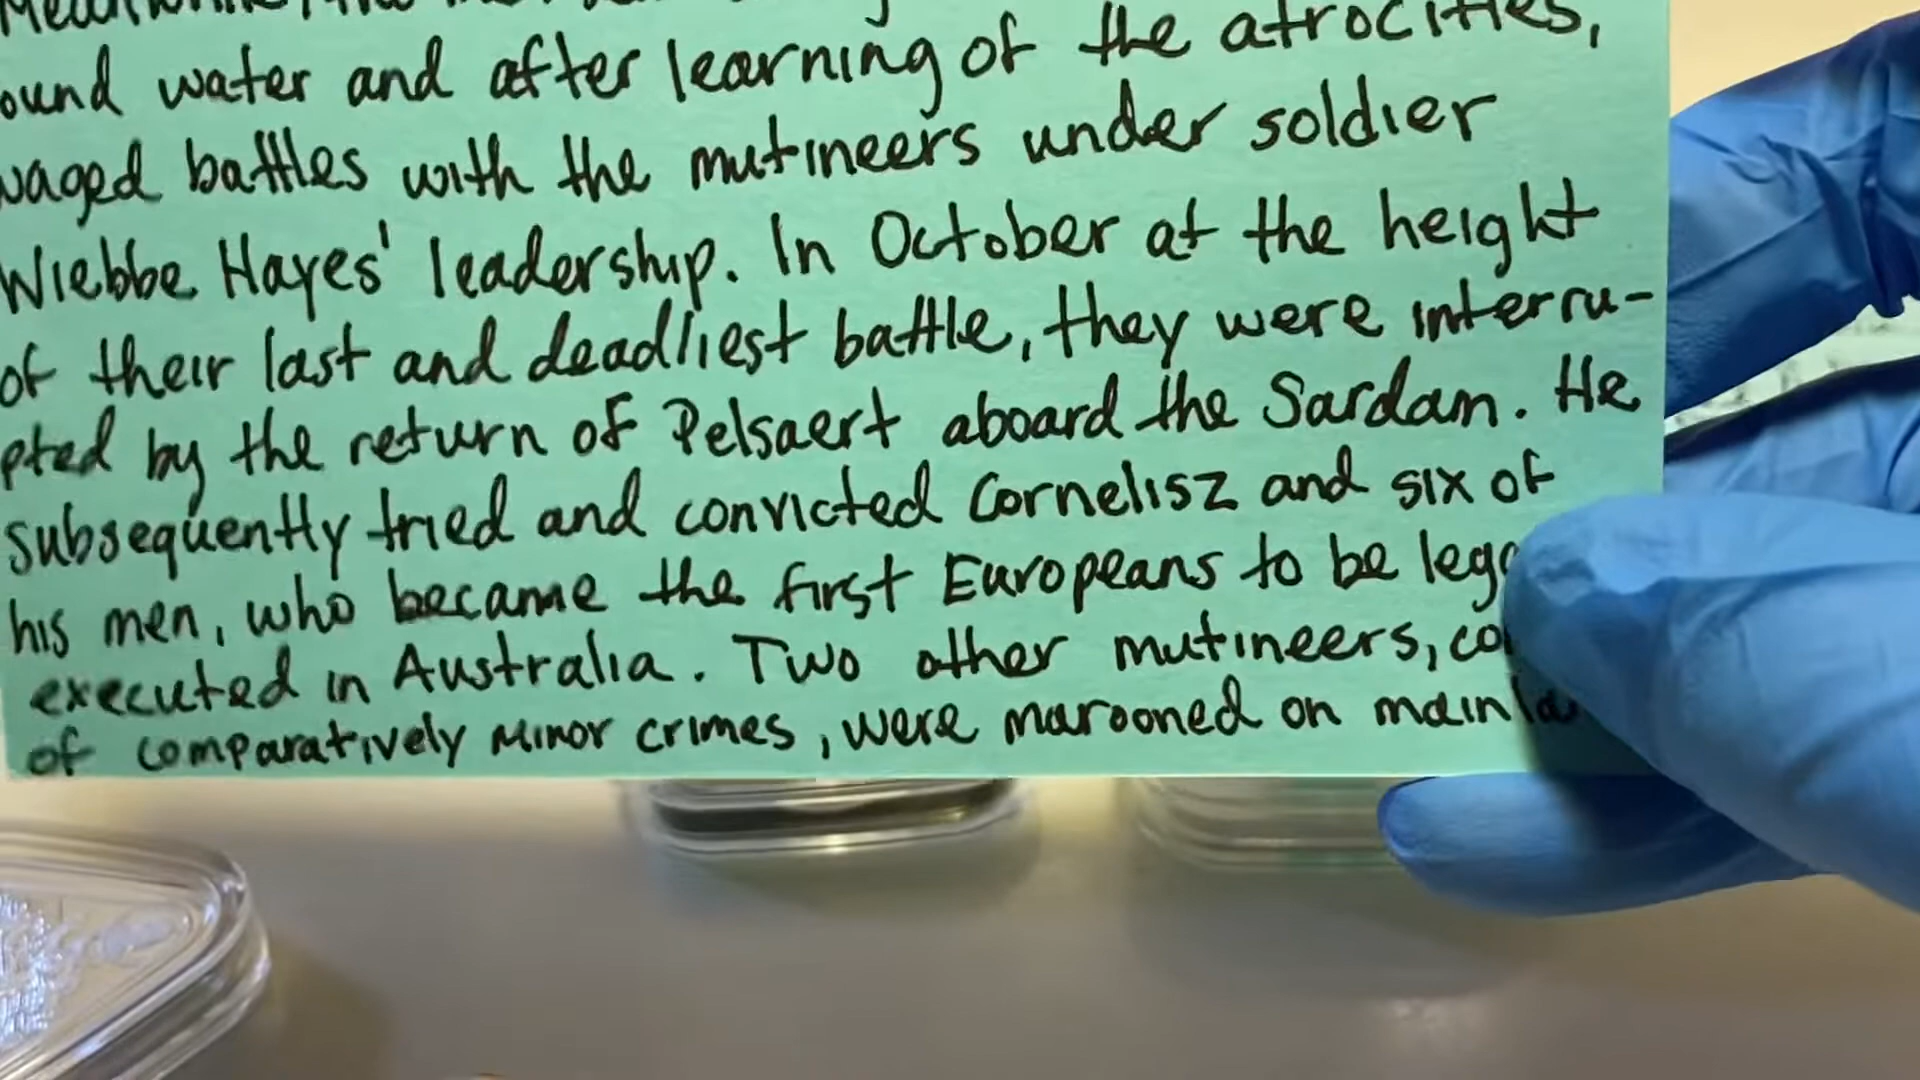 ound water and after learning of the atrocities,
waged battles with the mutineers under soldier
Wiebbe Hayes' leadership. In October at the height
of their last and deadliest battle, they were interru-
pted by the return of Pelsaert aboard the Sardam. He
subsequently tried and convicted Cornelisz and six of
his men, who became the first Europeans to be lega
executed in Australia. Two other mutineers, co
of comparatively minor crimes, were marooned on mainla